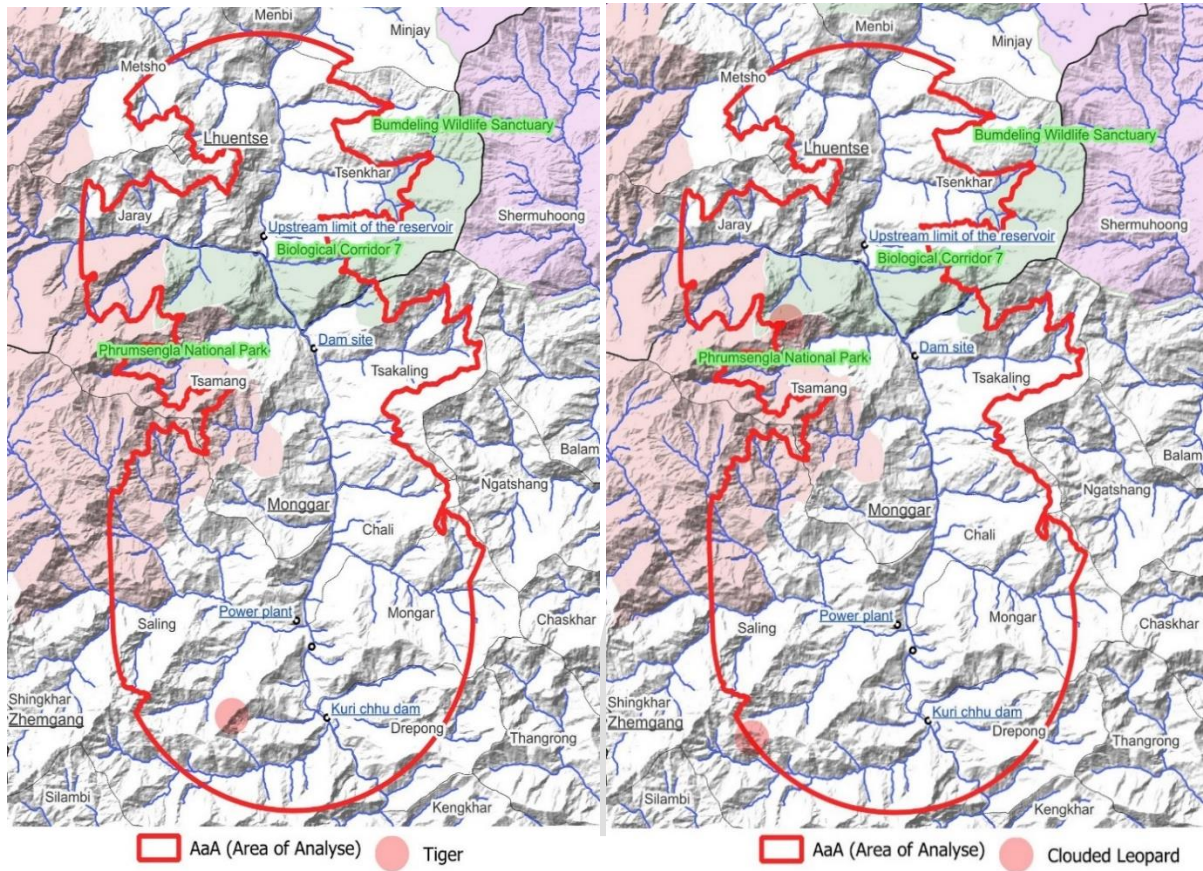 Menbi
Minjay
Metsho
Bumdeling Wildlife Sanctuary
Lhuentse
Tsenkhar
Jaray
Shermuhoong
Upstream limit of the reservoir
Biological Corridor 7
Dam site
Phrumsengla National Park
Tsakaling
Tsamang
Balam
Ngatshang
Monggar
Chali
Power plant
Mongar
Saling
Chaskhar
Shingkhar
Zhemgang
Kuri chhu dam
Drepong
Thangrong
Silambi
Kengkhar
AaA (Area of Analyse)
Tiger
Menbi
Minjay
Metsho
Bumdeling Wildlife Sanctuary
Lhuentse
Tsenkhar
Jaray
Shermuhoong
Upstream limit of the reservoir
Biological Corridor 7
Dam site
Phrumsengla National Park
Tsakaling
Tsamang
Balam
Ngatshang
Monggar
Chali
Power plant
Mongar
Saling
Chaskhar
Shingkhar
Zhemgang
Kuri chhu dam
Drepong
Thangrong
Silambi
Kengkhar
AaA (Area of Analyse)
Clouded Leopard